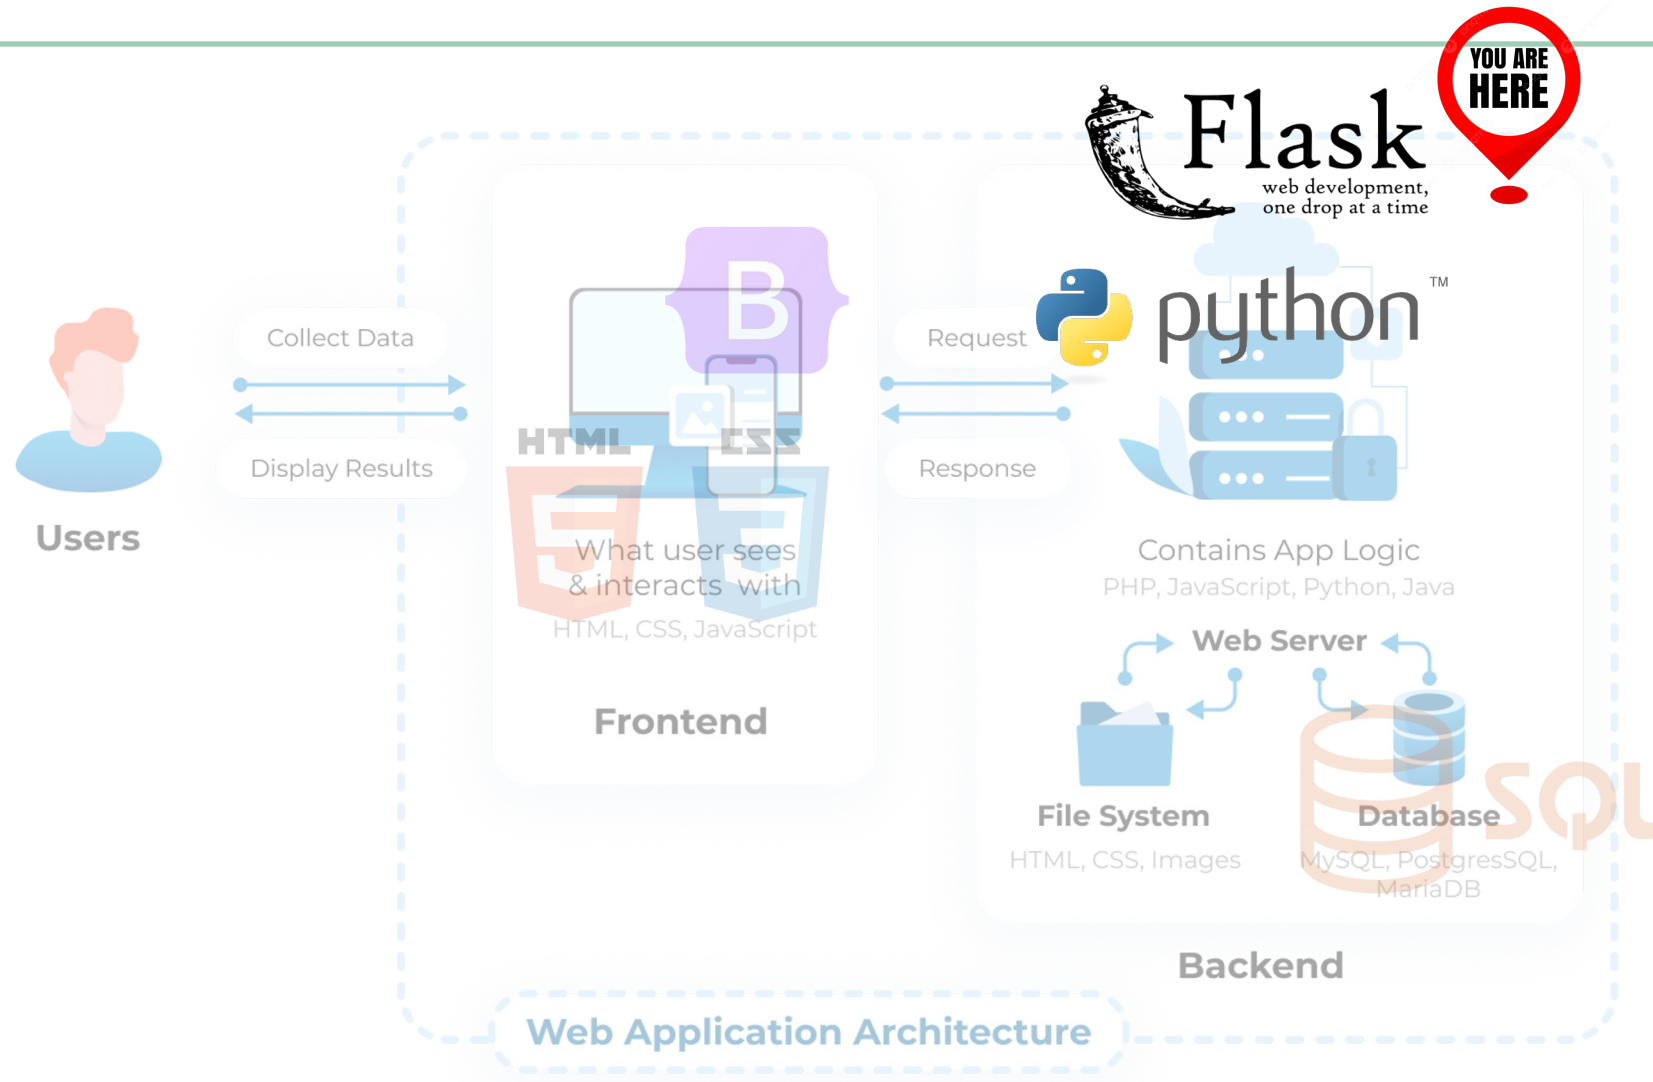 YOU ARE
HERE
Flask
web development,
one drop at a time
python™
B
Collect Data
Display Results
Users
HTML
CSS
What user sees
& interacts with
HTML, CSS, JavaScript
Frontend
Request
Response
Contains App Logic
PHP, JavaScript, Python, Java
Web Server
File System
HTML, CSS, Images
Database
MySQL, PostgresSQL,
MariaDB
SQL
Backend
Web Application Architecture